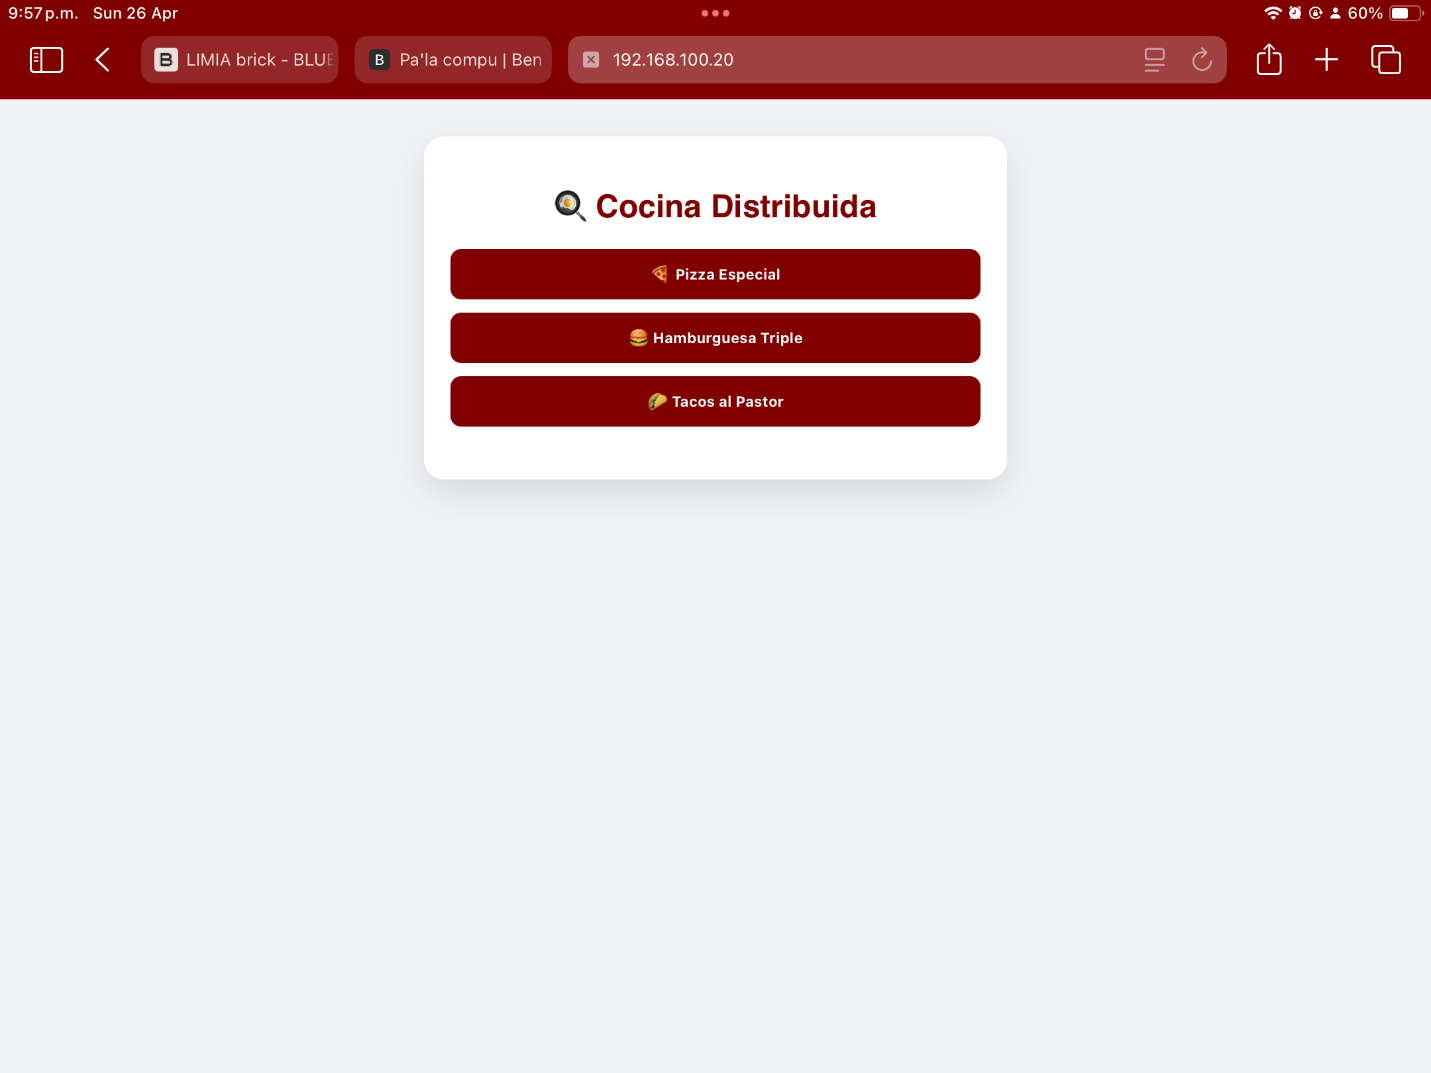 9:57 p.m. Sun 26 Apr
60%
LIMIA brick - BLUE
Pa'la compu | Ben
192.168.100.20
Cocina Distribuida
Pizza Especial
Hamburguesa Triple
Tacos al Pastor